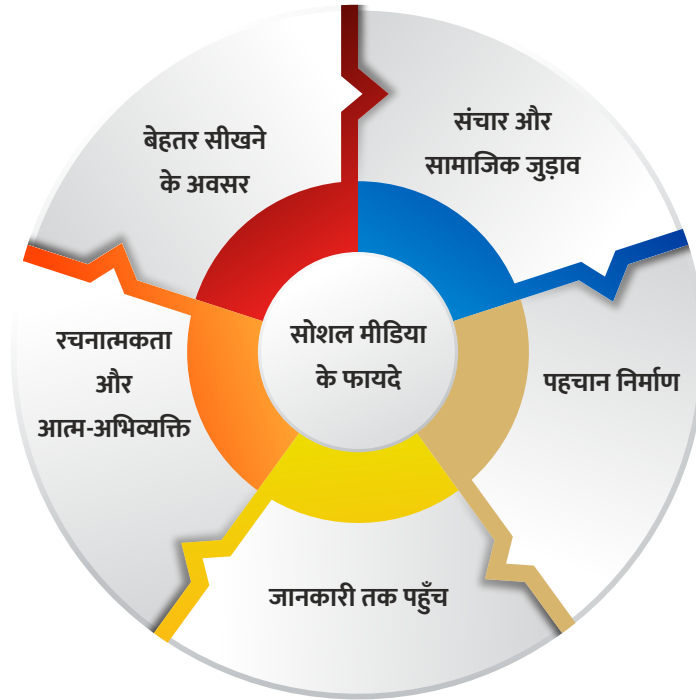 सोशल मीडिया
के फायदे
संचार और
सामाजिक जुड़ाव
पहचान निर्माण
जानकारी तक पहुँच
रचनात्मकता
और
आत्म-अभिव्यक्ति
बेहतर सीखने
के अवसर